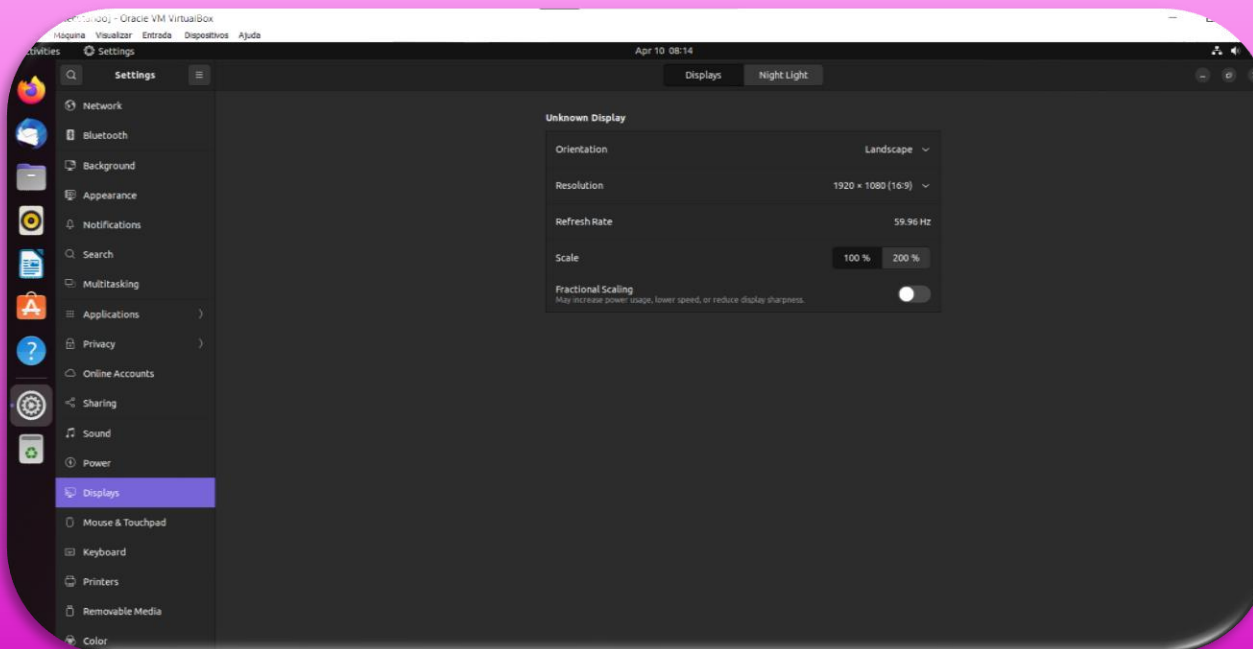 - Oracle VM VirtualBox
Máquina Visualizar Entrada Dispositivos Ajuda
Settings Apr 10 08:14
Settings
Displays Night Light
Network
Bluetooth
Background
Appearance
Notifications
Search
Multitasking
Applications
Privacy
Online Accounts
Sharing
Sound
Power
Displays
Mouse & Touchpad
Keyboard
Printers
Removable Media
Color
Unknown Display
Orientation Landscape
Resolution 1920 × 1080 (16:9)
Refresh Rate 59.96 Hz
Scale 100 % 200 %
Fractional Scaling
May increase power usage, lower speed, or reduce display sharpness.